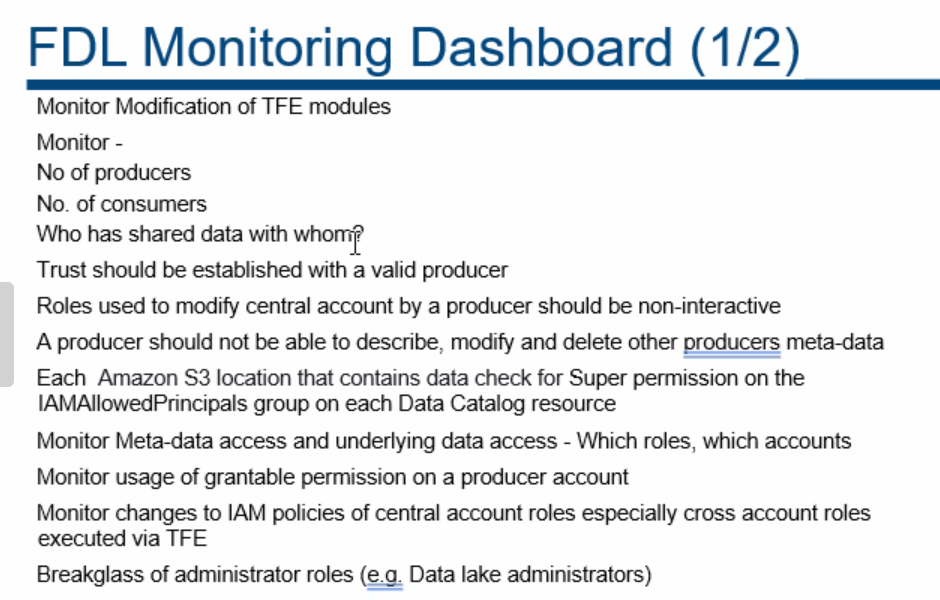 FDL Monitoring Dashboard (1/2)
Monitor Modification of TFE modules
Monitor -
No of producers
No. of consumers
Who has shared data with whom?
Trust should be established with a valid producer
Roles used to modify central account by a producer should be non-interactive
A producer should not be able to describe, modify and delete other producers meta-data
Each  Amazon S3 location that contains data check for Super permission on the
IAMAllowedPrincipals group on each Data Catalog resource
Monitor Meta-data access and underlying data access - Which roles, which accounts
Monitor usage of grantable permission on a producer account
Monitor changes to IAM policies of central account roles especially cross account roles
executed via TFE
Breakglass of administrator roles (e.g. Data lake administrators)